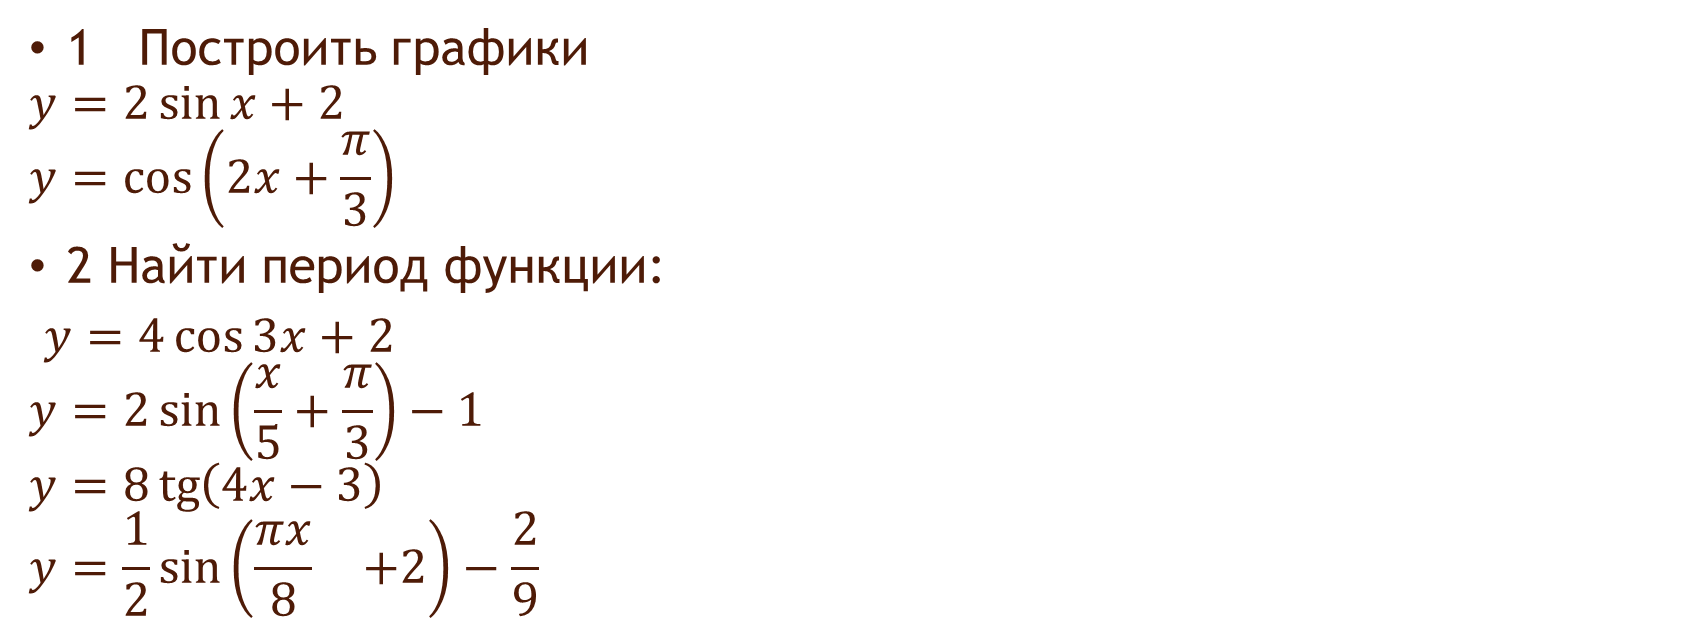 • 1 Построить графики
y = 2 sin x + 2
y = cos(2x + π/3)
• 2 Найти период функции:
y = 4 cos 3x + 2
y = 2 sin(x/5 + π/3) − 1
y = 8 tg(4x − 3)
y = 1/2 sin(πx/8 +2) − 2/9